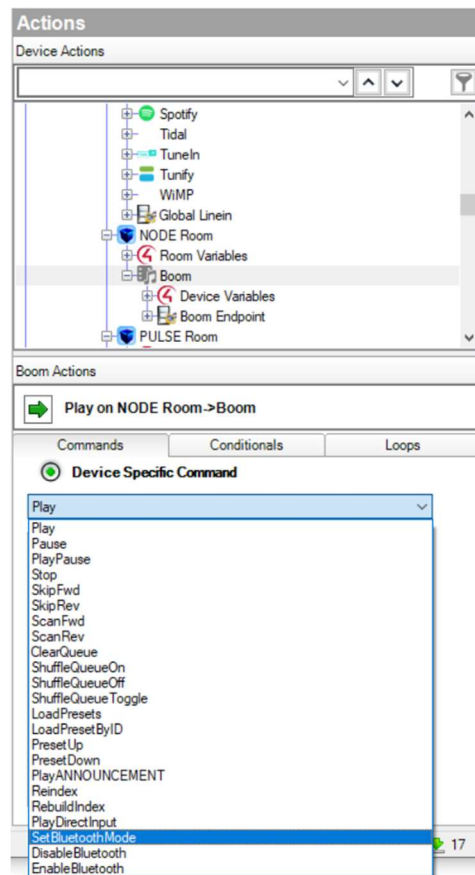 Actions
Device Actions
Spotify
Tidal
TuneIn
Tunify
WiMP
Global Linein
NODE Room
Room Variables
Boom
Device Variables
Boom Endpoint
PULSE Room
Boom Actions
Play on NODE Room->Boom
Commands Conditionals Loops
Device Specific Command
Play
Play
Pause
PlayPause
Stop
SkipFwd
SkipRev
ScanFwd
ScanRev
ClearQueue
ShuffleQueueOn
ShuffleQueueOff
ShuffleQueueToggle
LoadPresets
LoadPresetByID
PresetUp
PresetDown
PlayANNOUNCEMENT
Reindex
RebuildIndex
PlayDirectInput
SetBluetoothMode
17
DisableBluetooth
EnableBluetooth